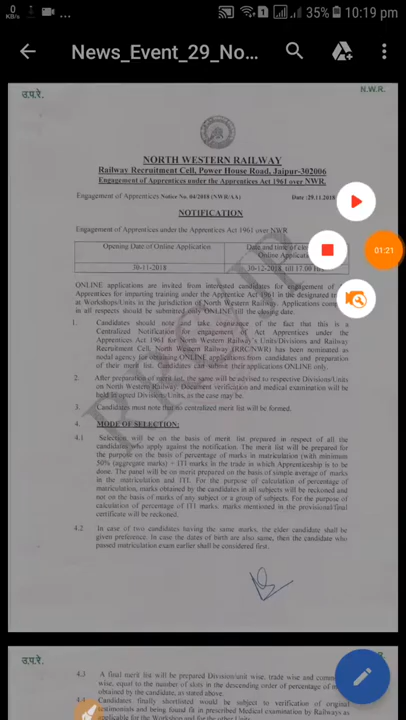 0
KB/s
35% 10:19 pm
News_Event_29_No...
उ.प.रे.
N.W.R.
NORTH WESTERN RAILWAY
Railway Recruitment Cell, Power House Road, Jaipur-302006
Engagement of Apprentices under the Apprentices Act 1961 over NWR.
Engagement of Apprentices Notice No. 04/2018 (NWR/AA) Date :29.11.2018
NOTIFICATION
Engagement of Apprentices under the Apprentices Act 1961 over NWR
Opening Date of Online Application Date and time of clo
Online Application
01:21
30-11-2018 30-12-2018, till 17.00
ONLINE applications are invited from interested candidates for engagement of
Apprentices for imparting training under the Apprentice Act 1961 in the designated
at Workshops/Units in the jurisdiction of North Western Railway. Applications
in all respects should be submitted only ONLINE till the closing date.
1. Candidates should note and take cognizance of the fact that this is a
Centralized Notification for engagement of Act Apprentices under the
Apprentices Act 1961 for North Western Railway's Units/Divisions and Railway
Recruitment Cell, North Western Railway (RRC/NWR) has been nominated as
nodal agency for obtaining ONLINE applications from candidates and preparation
of their merit list. Candidates can submit their applications ONLINE only.
2. After preparation of merit list, the same will be advised to respective Divisions/Units
on North Western Railway. Document verification and medical examination will be
held in opted Division/Units, as the case may be.
3. Candidates must note that no centralized merit list will be formed.
4. MODE OF SELECTION:
4.1 Selection will be on the basis of merit list prepared in respect of all the
candidates who apply against the notification. The merit list will be prepared for
the purpose on the basis of percentage of marks in matriculation (with minimum
50% (aggregate marks) + ITI marks in the trade in which Apprenticeship is to be
done. The panel will be on merit prepared on the basis of simple average of marks
in the matriculation and ITI. For the purpose of calculation of percentage of
matriculation, marks obtained by the candidates in all subjects will be reckoned and
not on the basis of marks of any subject or a group of subjects. For the purpose of
calculation of percentage of ITI marks, marks mentioned in the provisional/final
certificate will be reckoned.
4.2 In case of two candidates having the same marks, the elder candidate shall be
given preference. In case the dates of birth are also same, then the candidate who
passed matriculation exam earlier shall be considered first.
उ.प.रे.
N.W.R.
4.3 A final merit list will be prepared Division/unit wise, trade wise and
wise, equal to the number of slots in the descending order of percentage of
obtained by the candidate, as stated above.
4.4 Candidates finally shortlisted would be subject to verification of original
testimonials and being found fit in prescribed Medical examination by Railways as
applicable for the Workshop and for the other Units